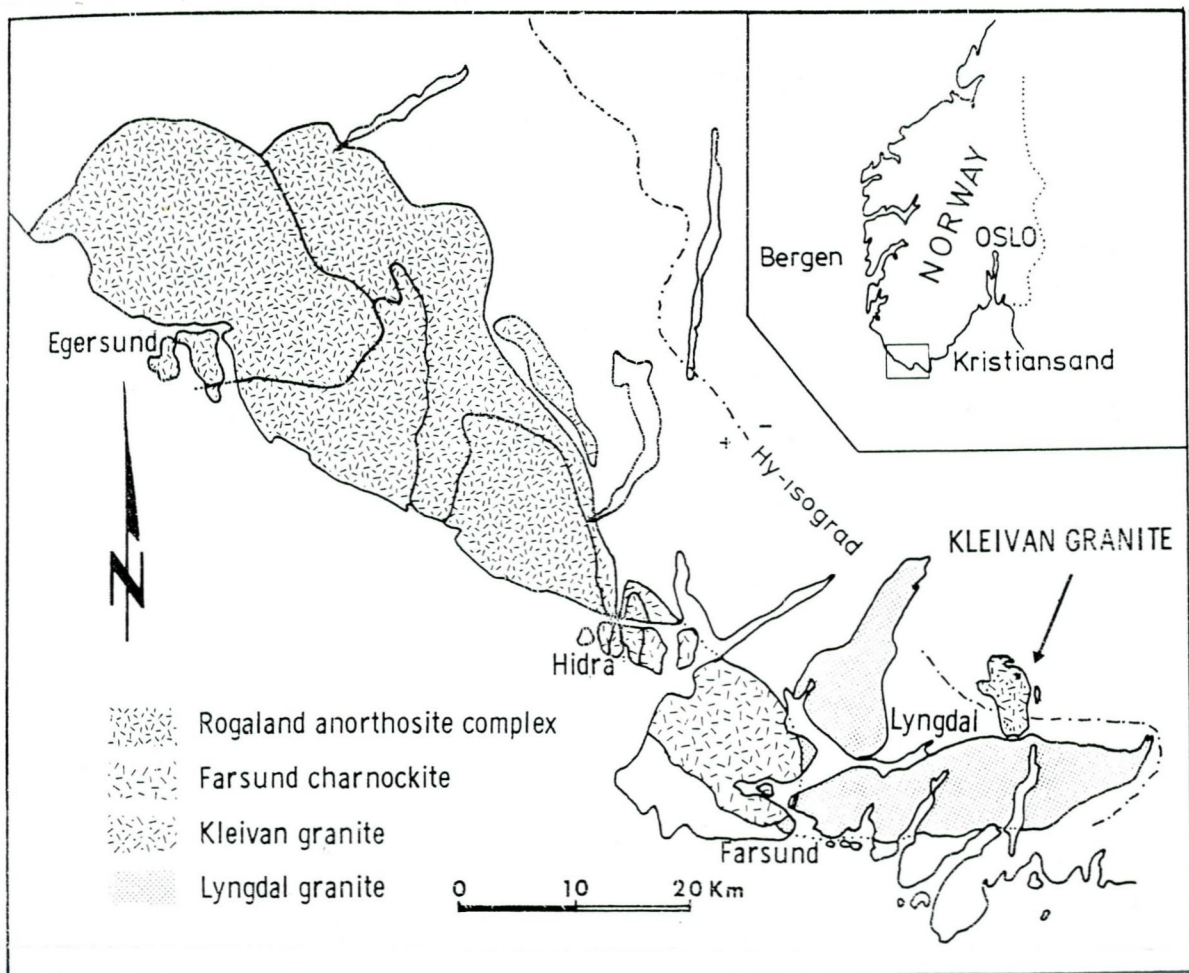 NORWAY
OSLO
Bergen
Kristiansand
Egersund
+ -
Hy-isograd
KLEIVAN GRANITE
N
Hidra
Lyngdal
Farsund
Rogaland anorthosite complex
Farsund charnockite
Kleivan granite
Lyngdal granite
0 10 20 Km